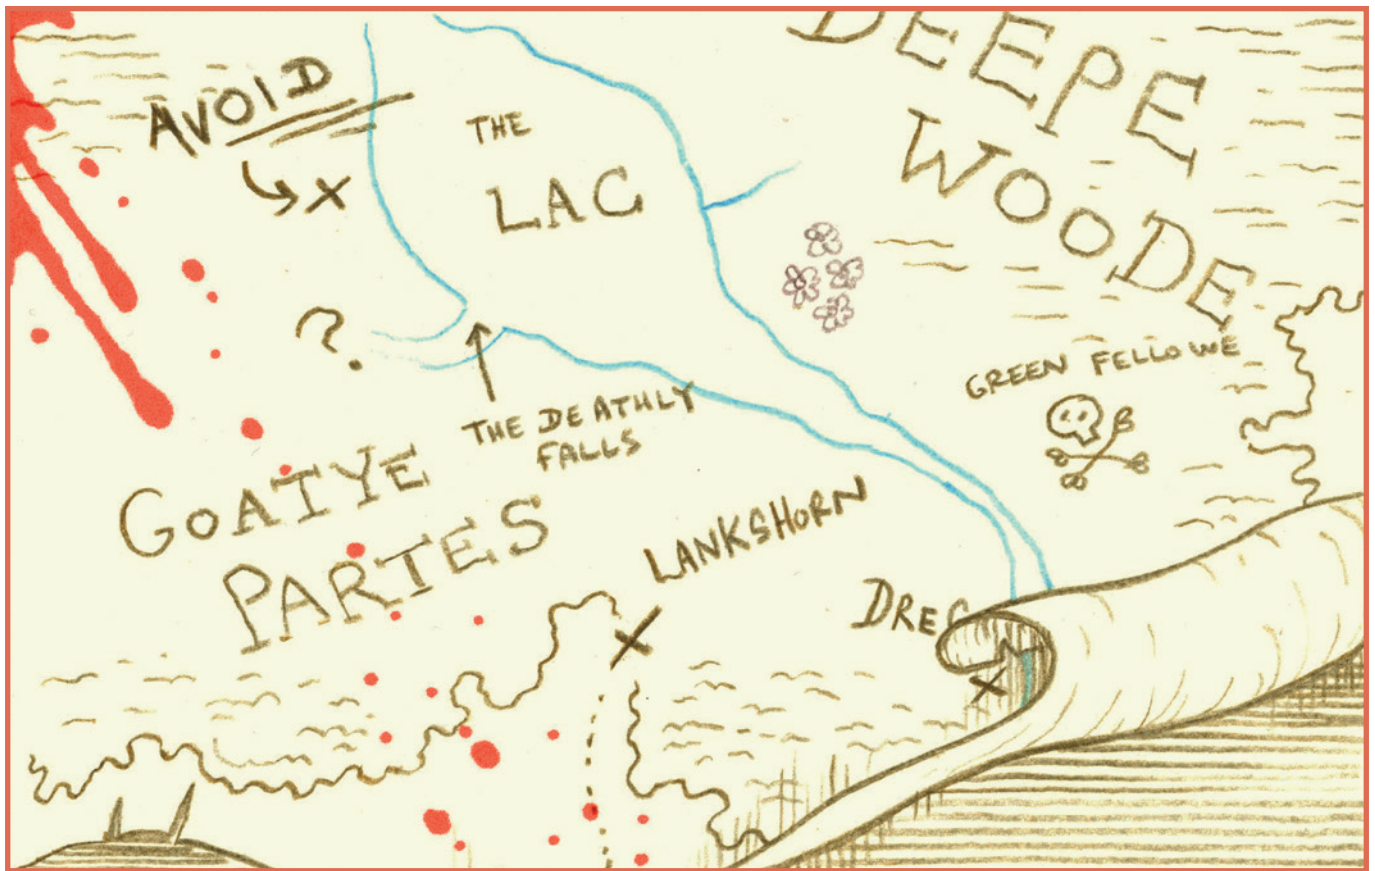 DEEPE
WOODE
AVOID
X
THE
LAC
?.
GREEN FELLOWE
THE DEATHLY
FALLS
GOATYE
PARTES
LANKSHORN
X
DREG
X